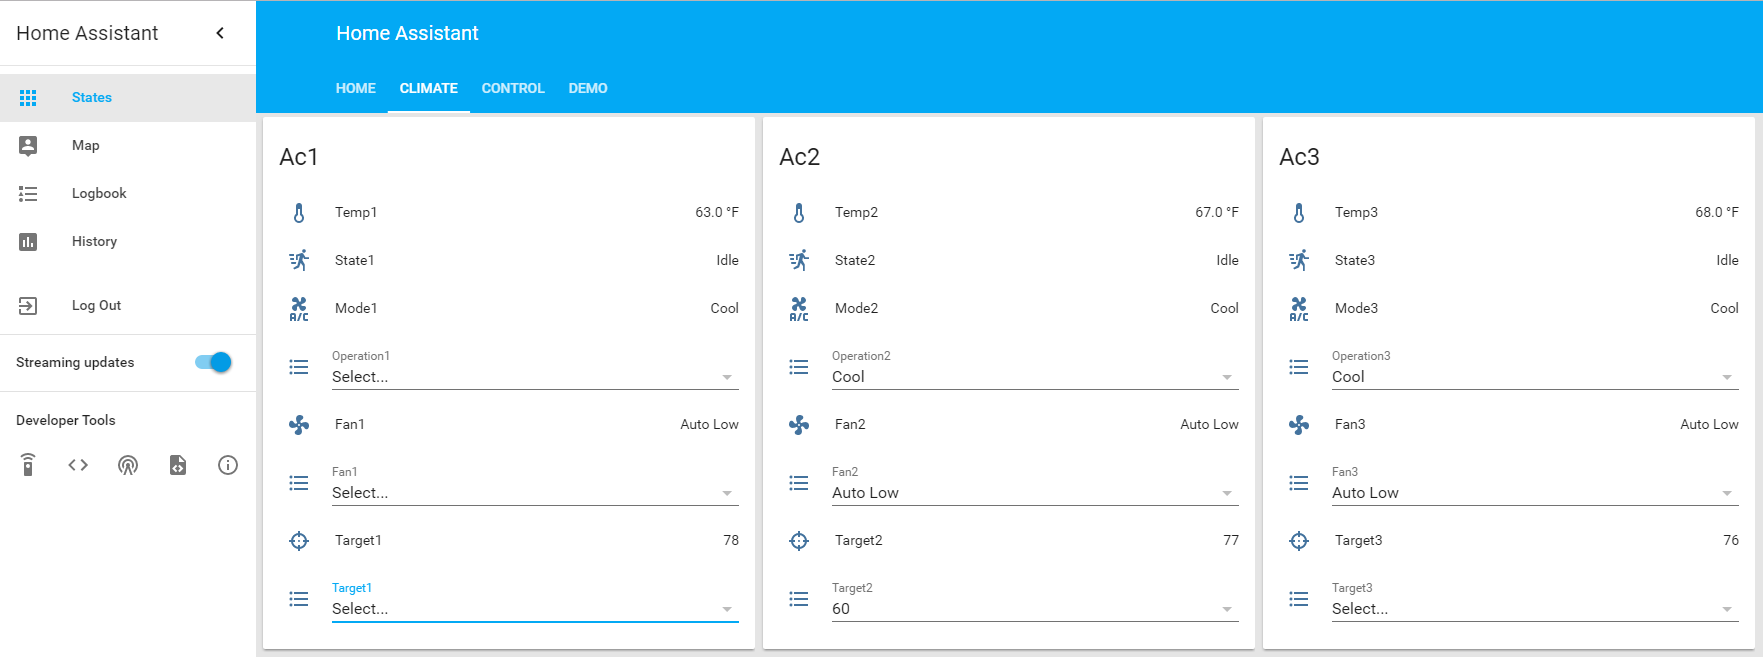 Home Assistant
States
Map
Logbook
History
Log Out
Streaming updates
Developer Tools
Home Assistant
HOME CLIMATE CONTROL DEMO
Ac1
Temp1 63.0 °F
State1 Idle
A/C Mode1 Cool
Operation1
Select...
Fan1 Auto Low
Fan1
Select...
Target1 78
Target1
Select...
Ac2
Temp2 67.0 °F
State2 Idle
A/C Mode2 Cool
Operation2
Cool
Fan2 Auto Low
Fan2
Auto Low
Target2 77
Target2
60
Ac3
Temp3 68.0 °F
State3 Idle
A/C Mode3 Cool
Operation3
Cool
Fan3 Auto Low
Fan3
Auto Low
Target3 76
Target3
Select...